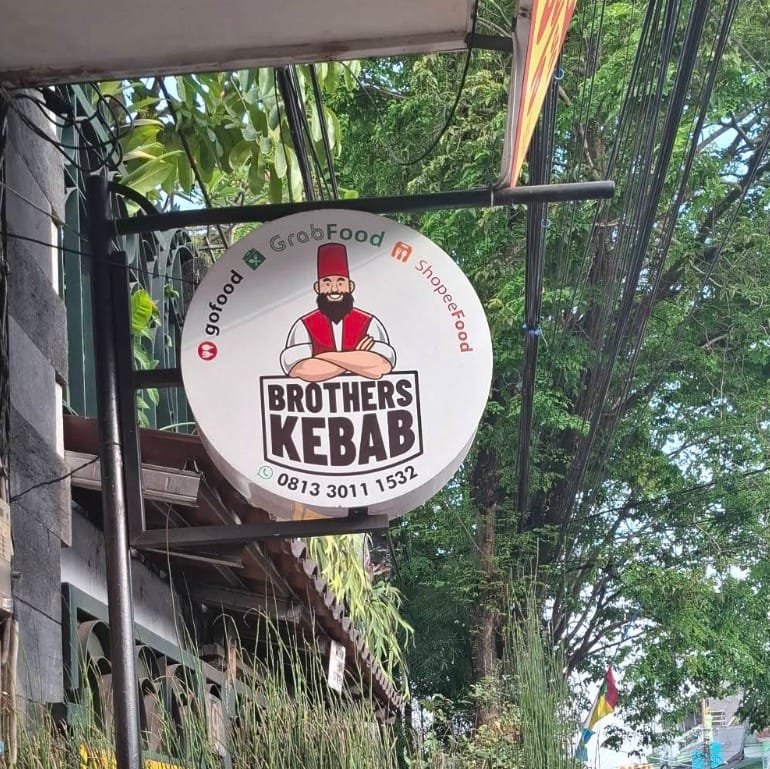 gofood
GrabFood
ShopeeFood
BROTHERS
KEBAB
0813 3011 1532